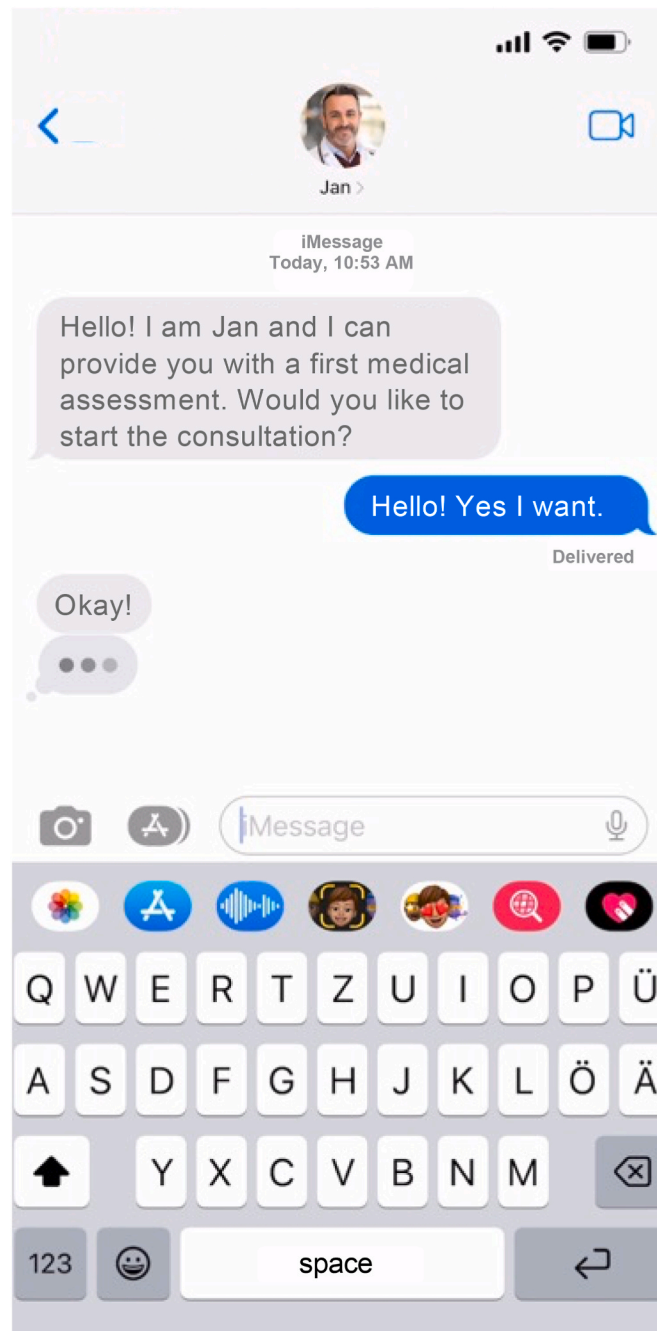 Jan
iMessage
Today, 10:53 AM
Hello! I am Jan and I can
provide you with a first medical
assessment. Would you like to
start the consultation?
Hello! Yes I want.
Delivered
Okay!
iMessage
Q W E R T Z U I O P Ü
A S D F G H J K L Ö Ä
Y X C V B N M
123 space